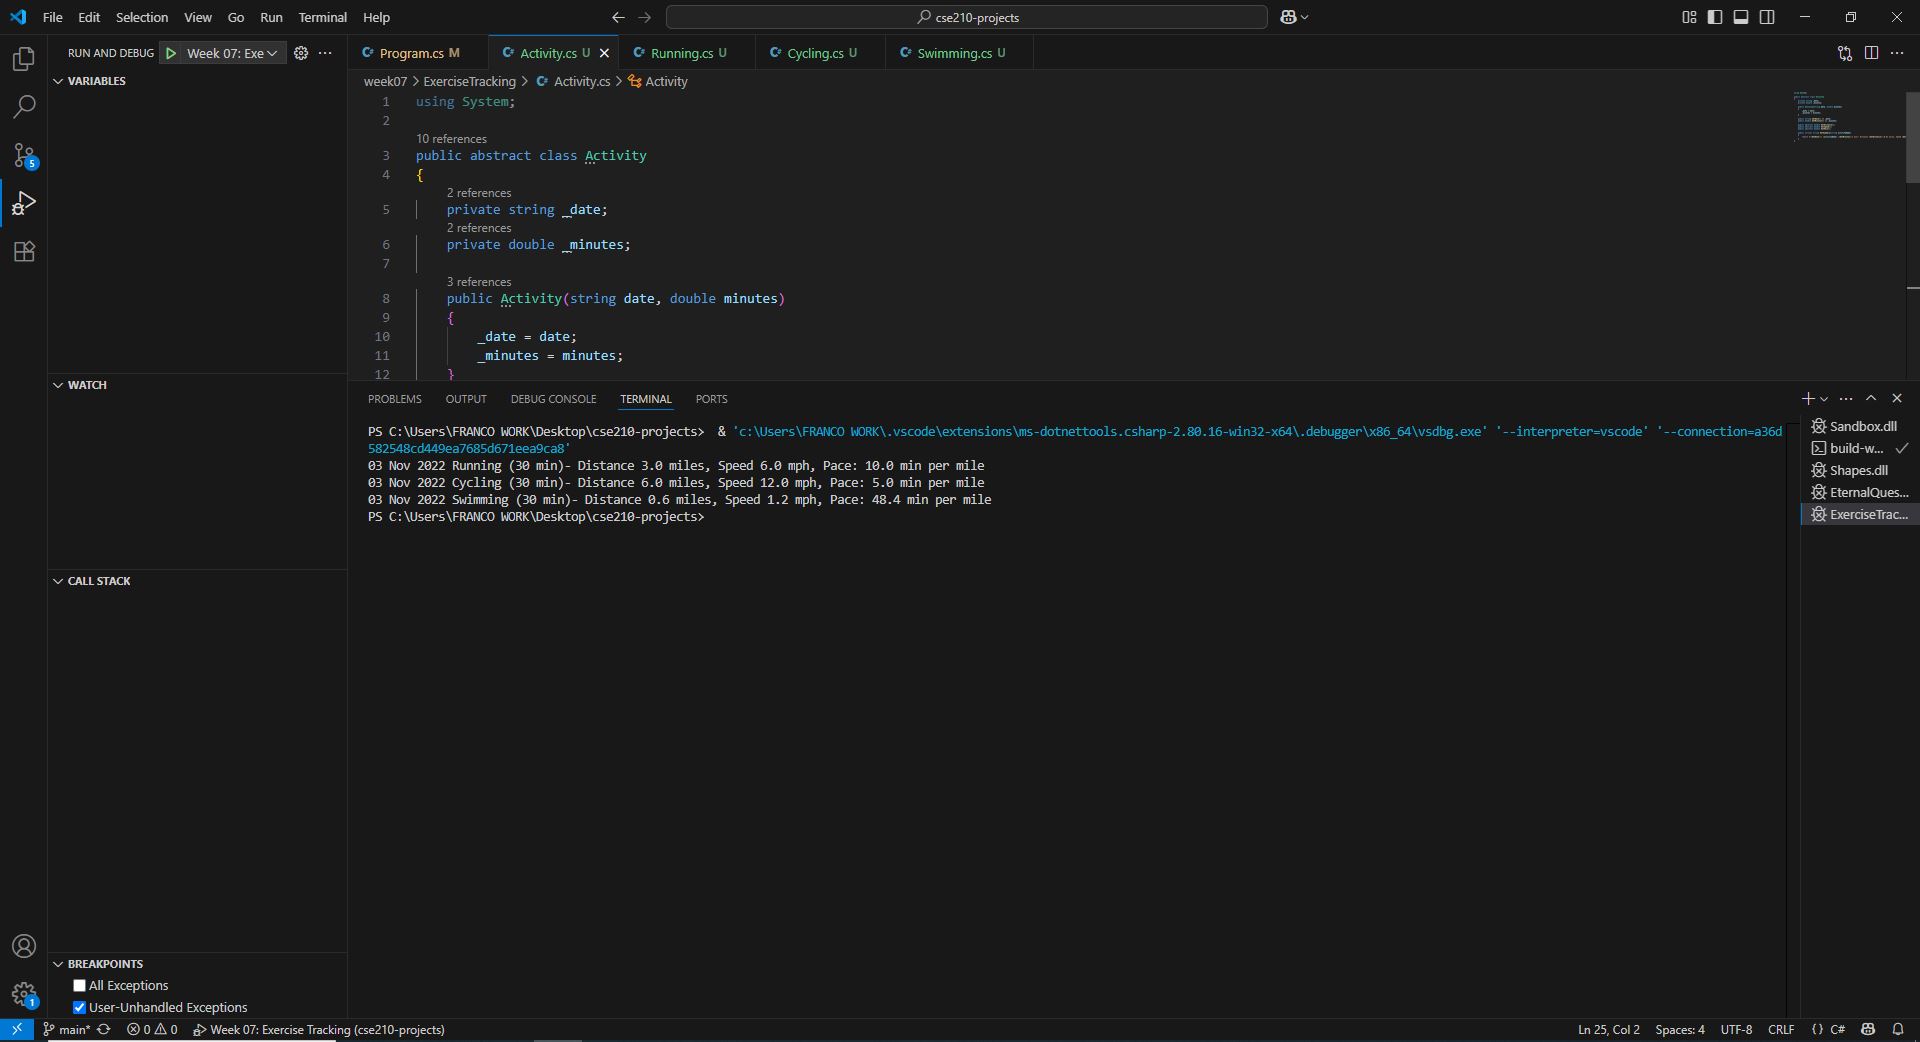 File Edit Selection View Go Run Terminal Help
cse210-projects
RUN AND DEBUG Week 07: Exe
Program.cs M Activity.cs U Running.cs U Cycling.cs U Swimming.cs U
VARIABLES
week07 > ExerciseTracking > Activity.cs > Activity
1 using System;
2
10 references
3 public abstract class Activity
4 {
2 references
5 private string _date;
2 references
6 private double _minutes;
7
3 references
8 public Activity(string date, double minutes)
9 {
10 _date = date;
11 _minutes = minutes;
12 }
WATCH
CALL STACK
BREAKPOINTS
All Exceptions
User-Unhandled Exceptions
5
1
PROBLEMS OUTPUT DEBUG CONSOLE TERMINAL PORTS
PS C:\Users\FRANCO WORK\Desktop\cse210-projects> & 'c:\Users\FRANCO WORK\.vscode\extensions\ms-dotnettools.csharp-2.80.16-win32-x64\.debugger\x86_64\vsdbg.exe' '--interpreter=vscode' '--connection=a36d
582548cd449ea7685d671eea9ca8'
03 Nov 2022 Running (30 min)- Distance 3.0 miles, Speed 6.0 mph, Pace: 10.0 min per mile
03 Nov 2022 Cycling (30 min)- Distance 6.0 miles, Speed 12.0 mph, Pace: 5.0 min per mile
03 Nov 2022 Swimming (30 min)- Distance 0.6 miles, Speed 1.2 mph, Pace: 48.4 min per mile
PS C:\Users\FRANCO WORK\Desktop\cse210-projects>
Sandbox.dll
build-w...
Shapes.dll
EternalQues...
ExerciseTrac...
main* 0 0 Week 07: Exercise Tracking (cse210-projects) Ln 25, Col 2 Spaces: 4 UTF-8 CRLF {} C#